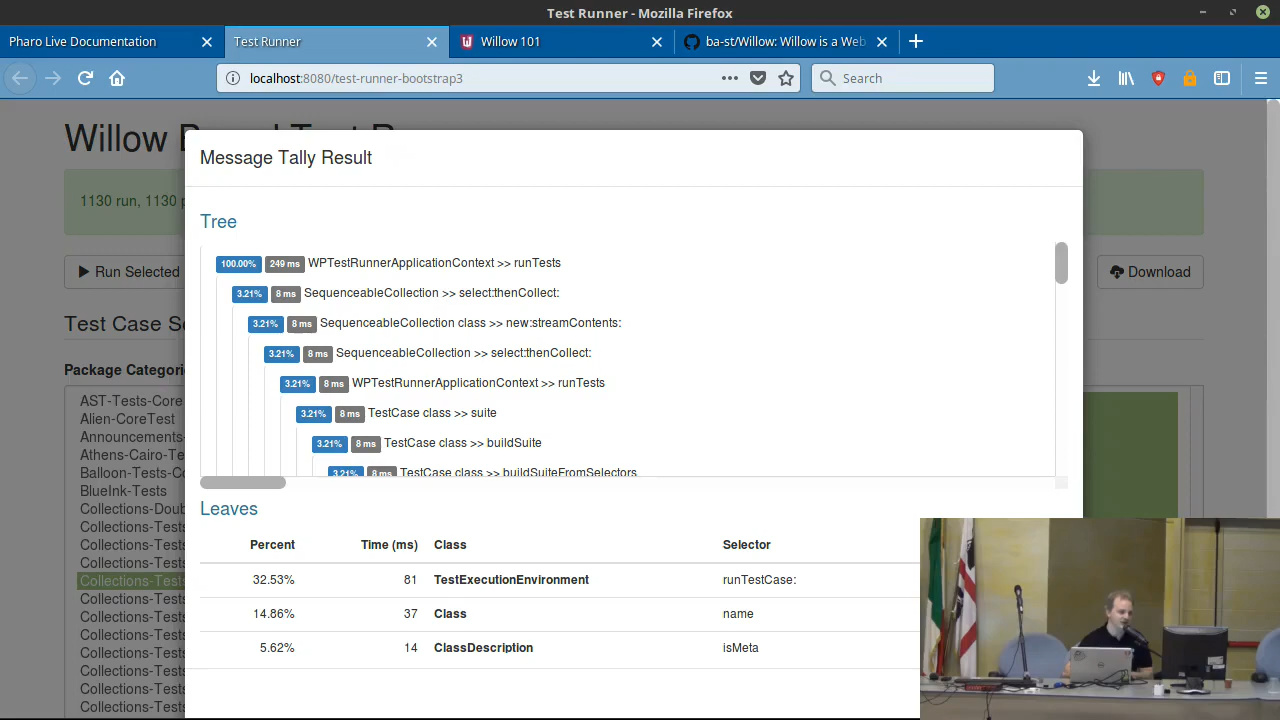 Test Runner - Mozilla Firefox
Pharo Live Documentation
Test Runner
Willow 101
ba-st/Willow: Willow is a Web
localhost:8080/test-runner-bootstrap3
Search
Willow B
1130 run, 1130 p
Run Selected
Download
Test Case Se
Package Categori
AST-Tests-Core
Alien-CoreTest
Announcements-
Athens-Cairo-Te
Balloon-Tests-C
BlueInk-Tests
Collections-Doub
Collections-Tests
Collections-Tests
Collections-Tests
Collections-Tests
Collections-Tests
Collections-Tests
Collections-Tests
Collections-Tests
Collections-Tests
Collections-Tests
Collections-Tests
Message Tally Result
Tree
100.00% 249 ms WPTestRunnerApplicationContext >> runTests
3.21% 8 ms SequenceableCollection >> select:thenCollect:
3.21% 8 ms SequenceableCollection class >> new:streamContents:
3.21% 8 ms SequenceableCollection >> select:thenCollect:
3.21% 8 ms WPTestRunnerApplicationContext >> runTests
3.21% 8 ms TestCase class >> suite
3.21% 8 ms TestCase class >> buildSuite
3.21% 8 ms TestCase class >> buildSuiteFromSelectors
Leaves
Percent Time (ms) Class Selector
32.53% 81 TestExecutionEnvironment runTestCase:
14.86% 37 Class name
5.62% 14 ClassDescription isMeta